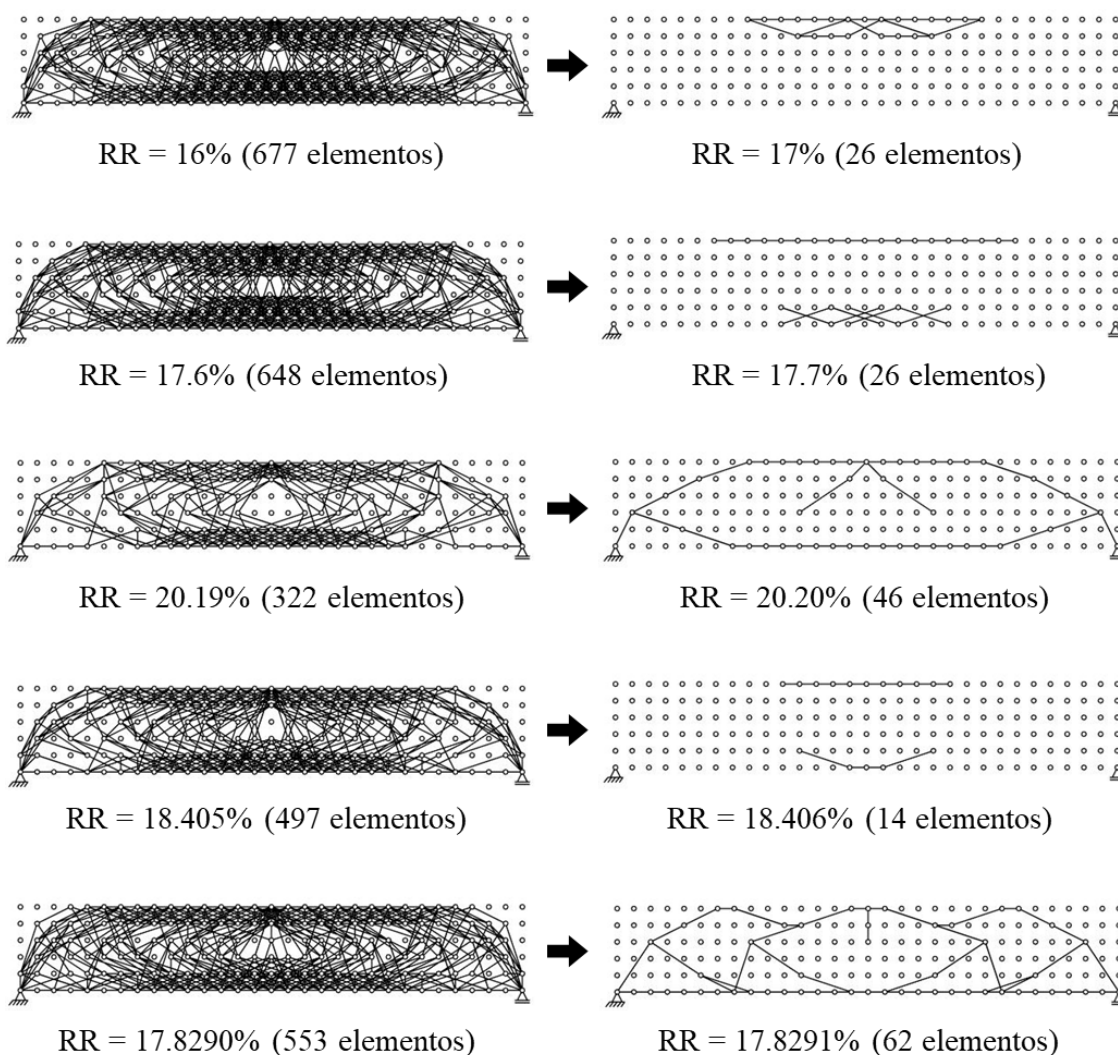 RR = 16% (677 elementos)
RR = 17% (26 elementos)
RR = 17.6% (648 elementos)
RR = 17.7% (26 elementos)
RR = 20.19% (322 elementos)
RR = 20.20% (46 elementos)
RR = 18.405% (497 elementos)
RR = 18.406% (14 elementos)
RR = 17.8290% (553 elementos)
RR = 17.8291% (62 elementos)